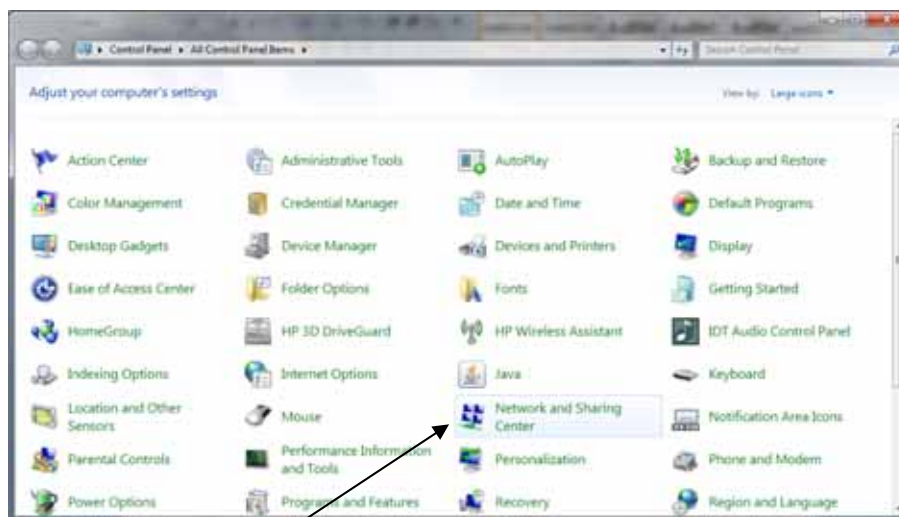 Control Panel ▸ All Control Panel Items ▸
Search Control Panel
Adjust your computer's settings
View by: Large icons
Action Center
Administrative Tools
AutoPlay
Backup and Restore
Color Management
Credential Manager
Date and Time
Default Programs
Desktop Gadgets
Device Manager
Devices and Printers
Display
Ease of Access Center
Folder Options
Fonts
Getting Started
HomeGroup
HP 3D DriveGuard
HP Wireless Assistant
IDT Audio Control Panel
Indexing Options
Internet Options
Java
Keyboard
Location and Other
Sensors
Mouse
Network and Sharing
Center
Notification Area Icons
Parental Controls
Performance Information
and Tools
Personalization
Phone and Modem
Power Options
Programs and Features
Recovery
Region and Language